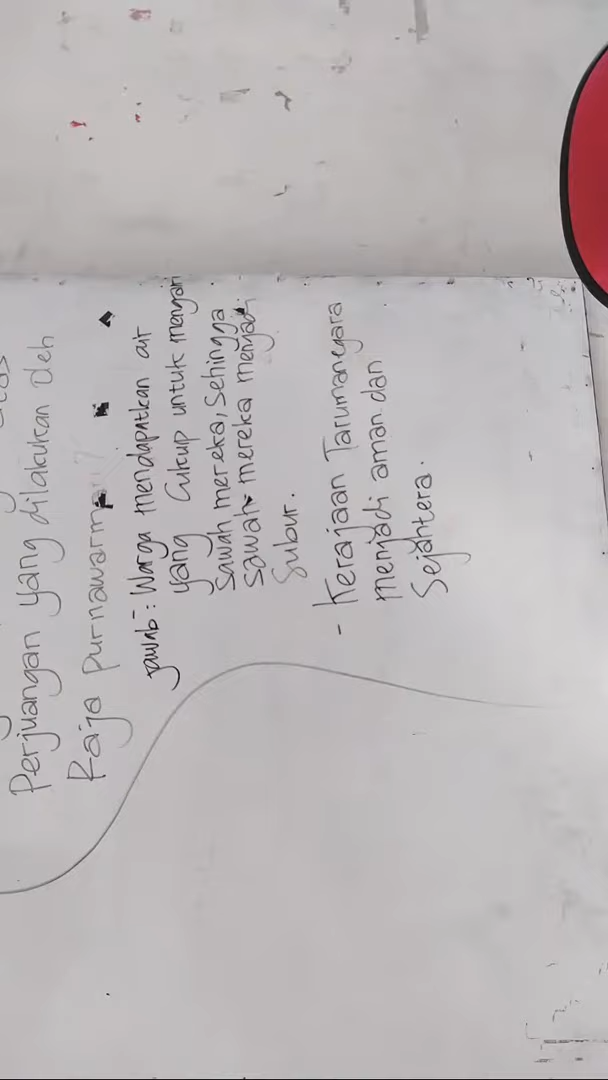 Perjuangan yang dilakukan oleh
Raja Purnawarman?
jawab: - Warga mendapatkan air
yang cukup untuk mengairi
sawah mereka, sehingga
sawah mereka menjadi
subur.
- Kerajaan Tarumanegara
menjadi aman dan
Sejahtera.